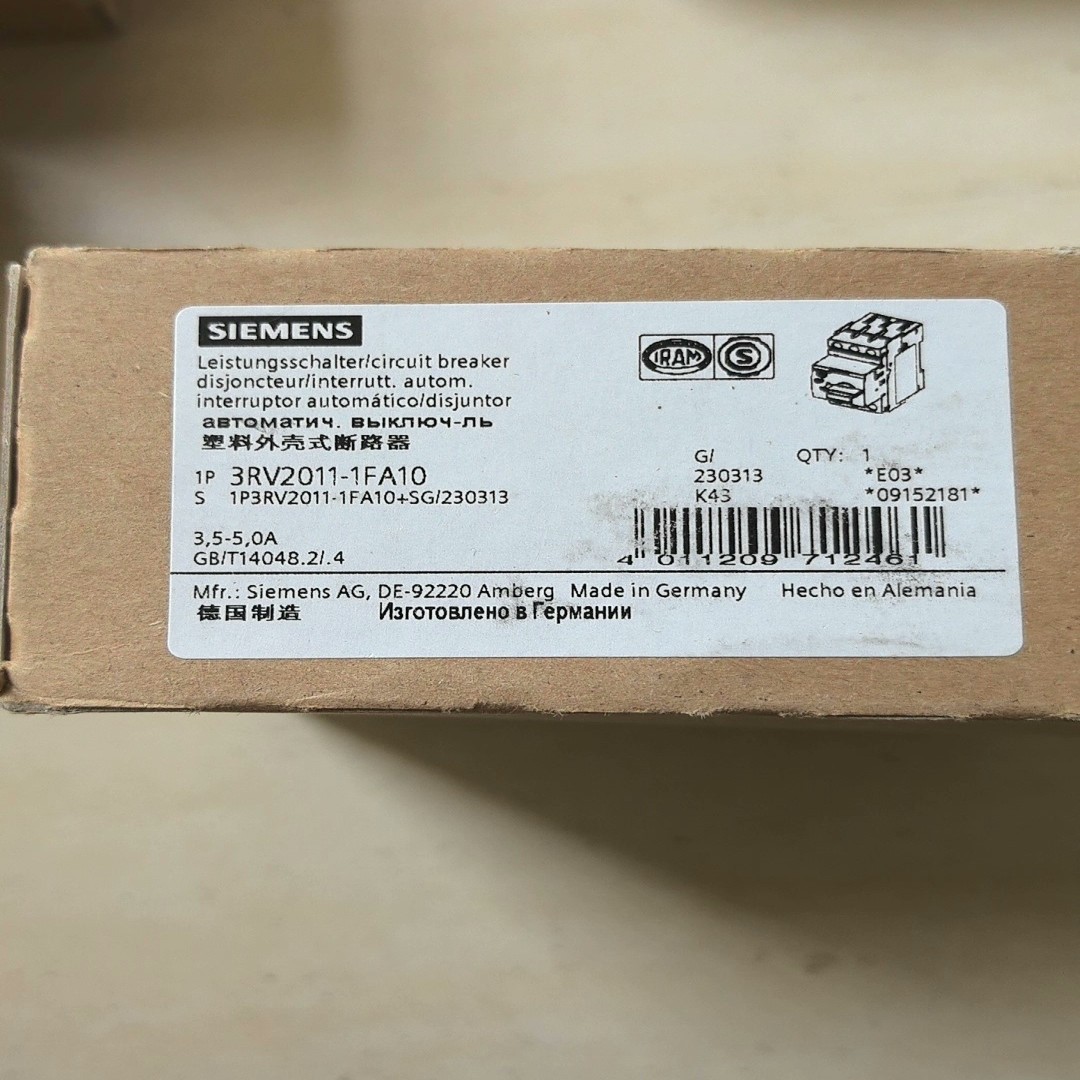 SIEMENS
Leistungsschalter/circuit breaker
disjoncteur/interrutt. autom.
interruptor automático/disjuntor
автоматич. выключ-ль
塑料外壳式断路器
1P 3RV2011-1FA10
S 1P3RV2011-1FA10+SG/230313
3,5-5,0A
GB/T14048.2/.4
IRAM
S
G/ QTY: 1
230313 *E03*
K43 *09152181*
4 011209 712461
Mfr.: Siemens AG, DE-92220 Amberg Made in Germany Hecho en Alemania
德国制造 Изготовлено в Германии